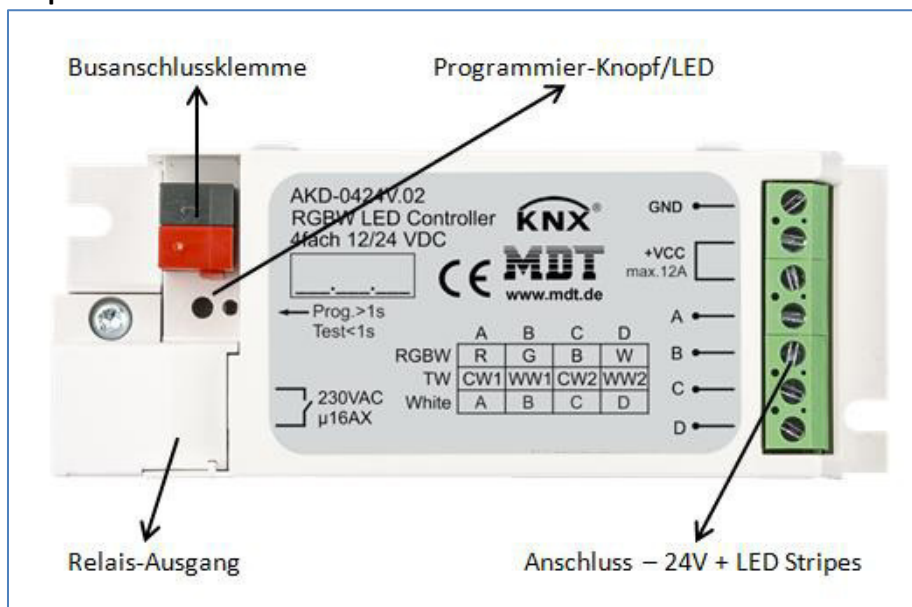 Busanschlussklemme
Programmier-Knopf/LED
AKD-0424V.02
RGBW LED Controller
4fach 12/24 VDC
KNX®
CE
MDT
www.mdt.de
Prog.>1s
Test<1s
230VAC
µ16AX
A B C D
RGBW R G B W
TW CW1 WW1 CW2 WW2
White A B C D
GND
+VCC
max.12A
A
B
C
D
Relais-Ausgang
Anschluss – 24V + LED Stripes